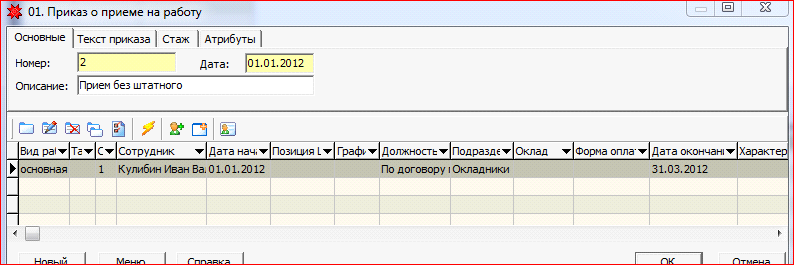 01. Приказ о приеме на работу
Основные Текст приказа Стаж Атрибуты
Номер: 2 Дата: 01.01.2012
Описание: Прием без штатного
Вид ра Та С Сотрудник Дата нача Позиция Ш Графи Должность Подразде Оклад Форма оплат Дата окончани Характер
основная 1 Кулибин Иван Ва 01.01.2012 По договору Окладники 31.03.2012
Новый Меню Справка ОК Отмена